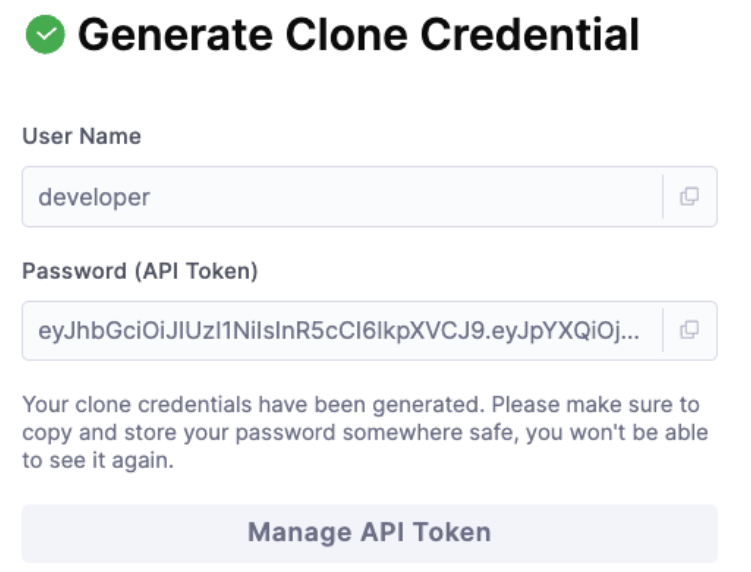 Generate Clone Credential
User Name
developer
Password (API Token)
eyJhbGciOiJIUzI1NiIsInR5cCI6IkpXVCJ9.eyJpYXQiOj...
Your clone credentials have been generated. Please make sure to
copy and store your password somewhere safe, you won't be able
to see it again.
Manage API Token